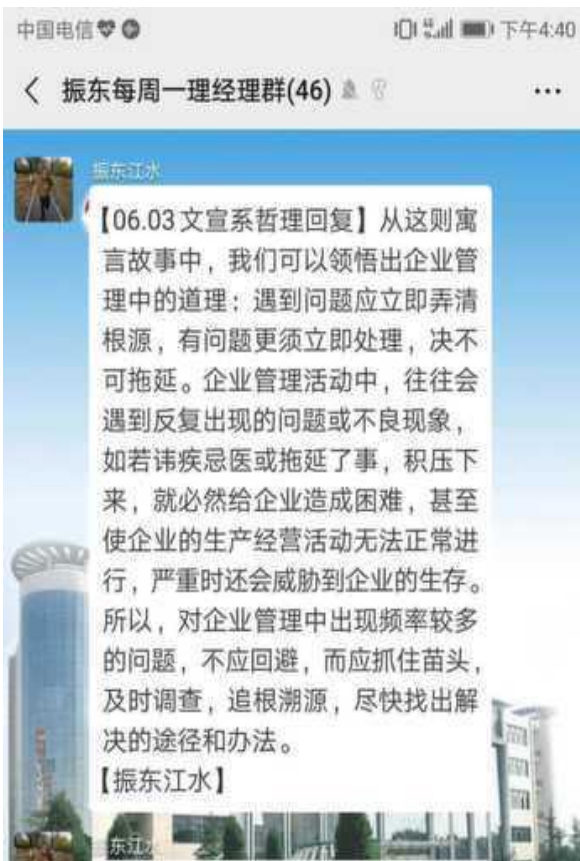 中国电信
下午4:40
振东每周一理经理群(46)
振东江水
【06.03文宣系哲理回复】从这则寓
言故事中，我们可以领悟出企业管
理中的道理：遇到问题应立即弄清
根源，有问题更须立即处理，决不
可拖延。企业管理活动中，往往会
遇到反复出现的问题或不良现象，
如若讳疾忌医或拖延了事，积压下
来，就必然给企业造成困难，甚至
使企业的生产经营活动无法正常进
行，严重时还会威胁到企业的生存。
所以，对企业管理中出现频率较多
的问题，不应回避，而应抓住苗头，
及时调查，追根溯源，尽快找出解
决的途径和办法。
【振东江水】
东江水